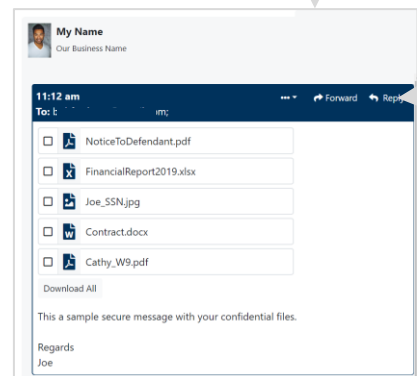 My Name
Our Business Name
11:12 am
Forward
Reply
To:
NoticeToDefendant.pdf
FinancialReport2019.xlsx
Joe_SSN.jpg
Contract.docx
Cathy_W9.pdf
Download All
This a sample secure message with your confidential files.
Regards
Joe